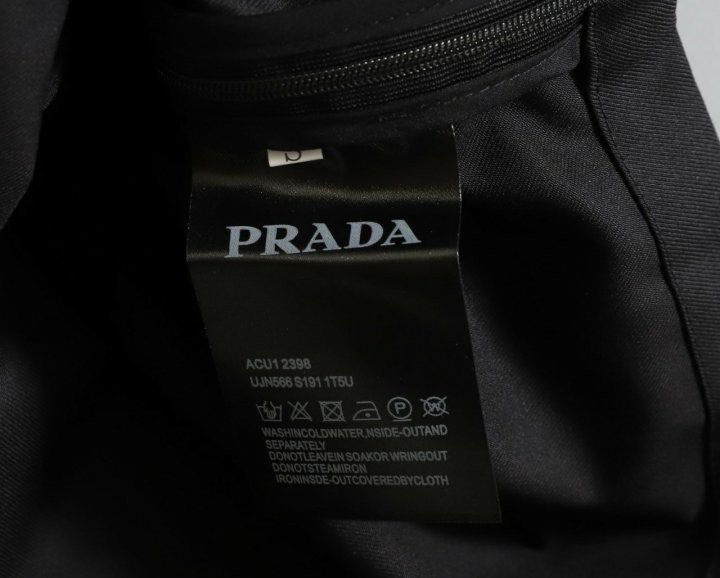 PRADA
ACU1 2398
UJN566 S191 1T5U
WASHINCOLDWATER,NSIDE-OUTAND
SEPARATELY
DONOTLEAVEIN SOAKOR WRINGOUT
DONOTSTEAMIRON
IRONINSDE-OUTCOVEREDBYCLOTH